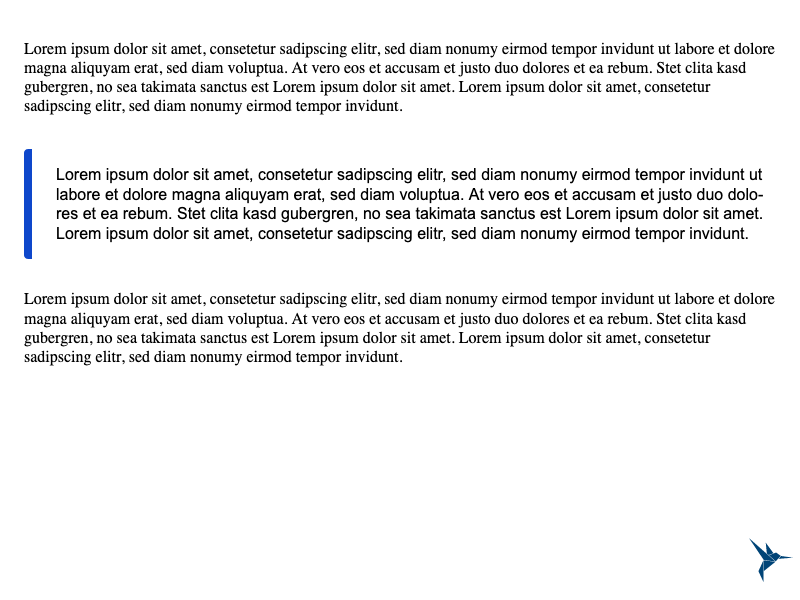 Lorem ipsum dolor sit amet, consetetur sadipscing elitr, sed diam nonumy eirmod tempor invidunt ut labore et dolore
magna aliquyam erat, sed diam voluptua. At vero eos et accusam et justo duo dolores et ea rebum. Stet clita kasd
gubergren, no sea takimata sanctus est Lorem ipsum dolor sit amet. Lorem ipsum dolor sit amet, consetetur
sadipscing elitr, sed diam nonumy eirmod tempor invidunt.
Lorem ipsum dolor sit amet, consetetur sadipscing elitr, sed diam nonumy eirmod tempor invidunt ut
labore et dolore magna aliquyam erat, sed diam voluptua. At vero eos et accusam et justo duo dolo-
res et ea rebum. Stet clita kasd gubergren, no sea takimata sanctus est Lorem ipsum dolor sit amet.
Lorem ipsum dolor sit amet, consetetur sadipscing elitr, sed diam nonumy eirmod tempor invidunt.
Lorem ipsum dolor sit amet, consetetur sadipscing elitr, sed diam nonumy eirmod tempor invidunt ut labore et dolore
magna aliquyam erat, sed diam voluptua. At vero eos et accusam et justo duo dolores et ea rebum. Stet clita kasd
gubergren, no sea takimata sanctus est Lorem ipsum dolor sit amet. Lorem ipsum dolor sit amet, consetetur
sadipscing elitr, sed diam nonumy eirmod tempor invidunt.